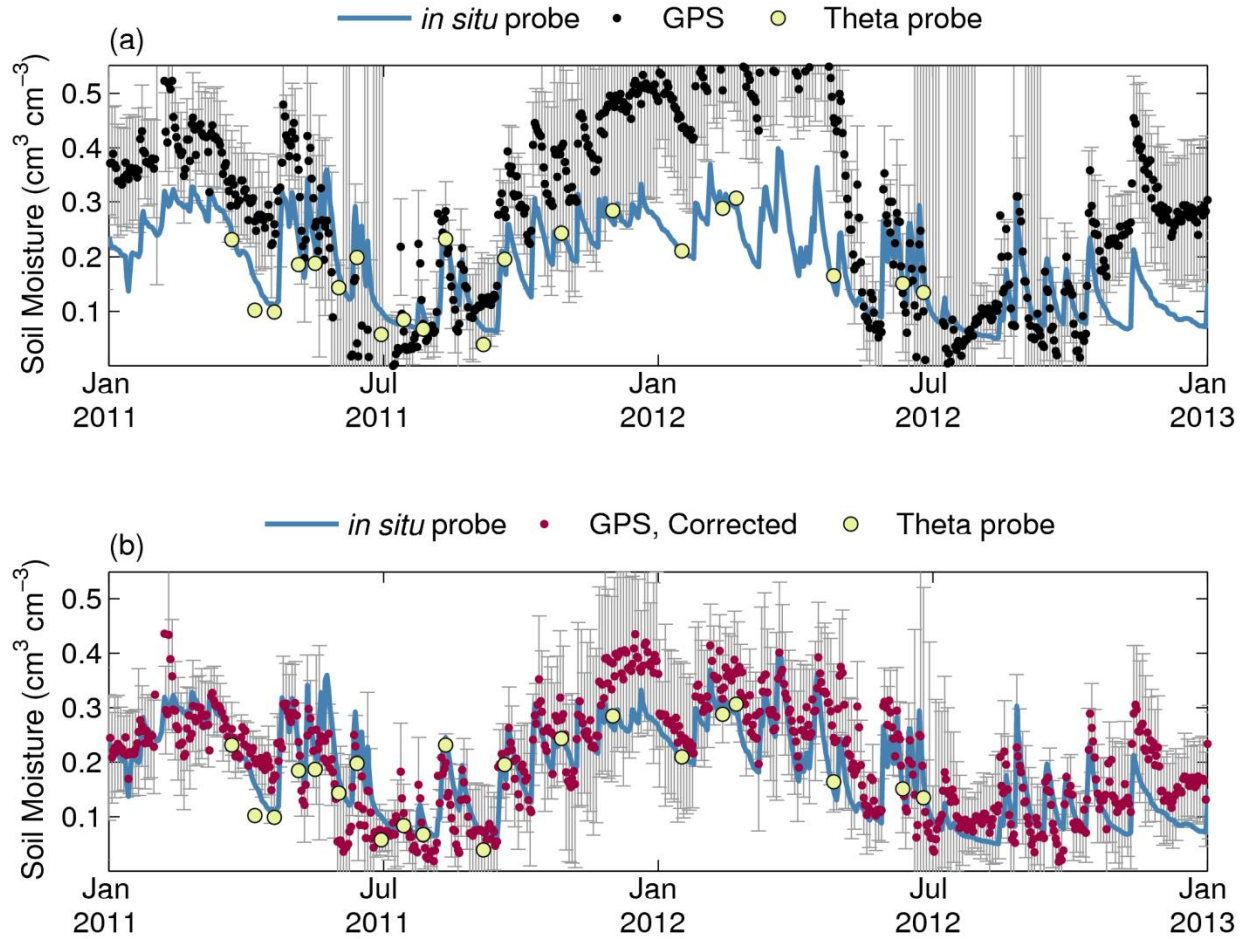 in situ probe GPS Theta probe
(a)
Soil Moisture (cm³ cm⁻³)
0.5
0.4
0.3
0.2
0.1
Jan Jul Jan Jul Jan
2011 2011 2012 2012 2013
in situ probe GPS, Corrected Theta probe
(b)
Soil Moisture (cm³ cm⁻³)
0.5
0.4
0.3
0.2
0.1
Jan Jul Jan Jul Jan
2011 2011 2012 2012 2013